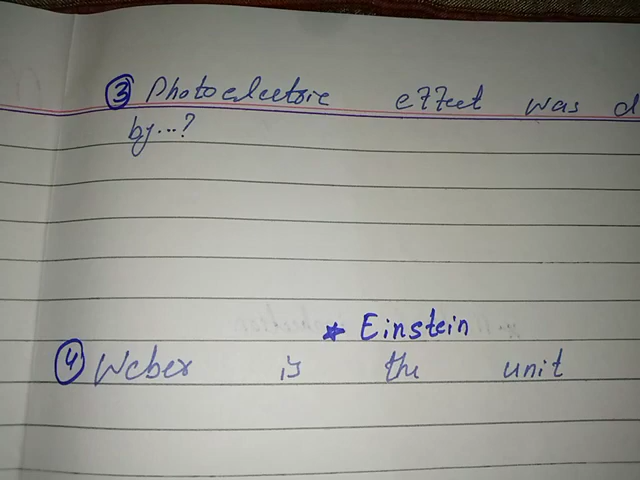 ③ Photoelectric effect was d
by...?
* Einstein
④ Weber is the unit